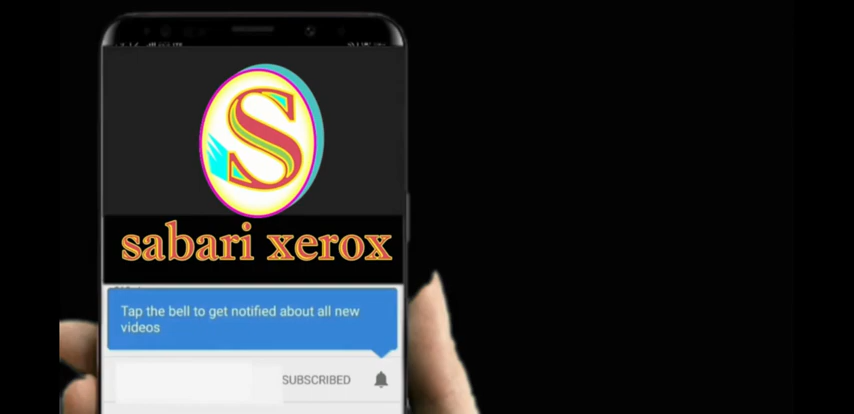 S
sabari xerox
Tap the bell to get notified about all new
videos
SUBSCRIBED